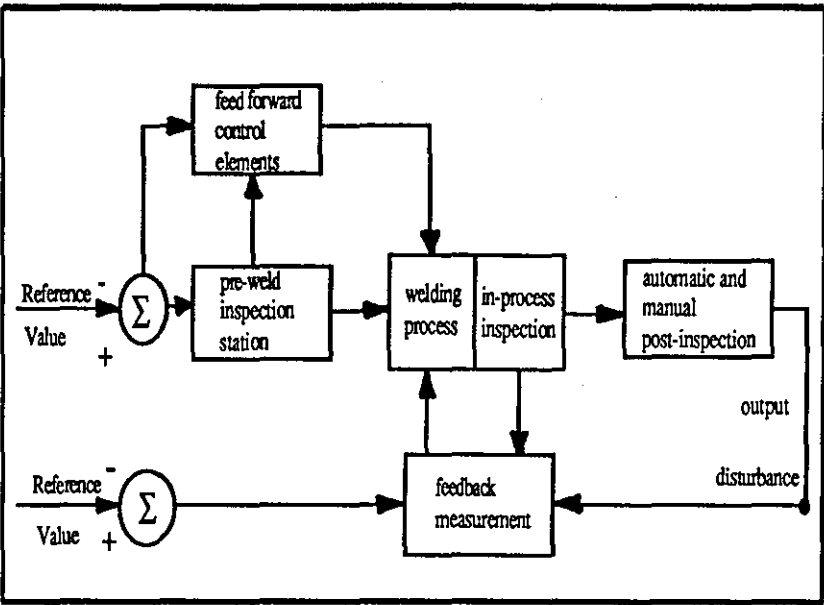 feed forward
control
elements
Reference -
Value
+
Σ
pre-weld
inspection
station
welding
process
in-process
inspection
automatic and
manual
post-inspection
output
disturbance
Reference -
Value +
Σ
feedback
measurement